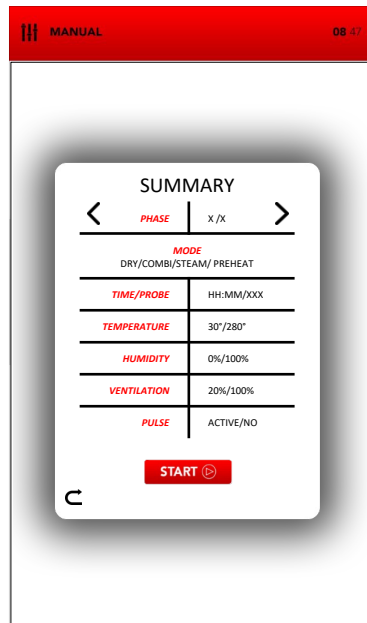 MANUAL 08 47
SUMMARY
PHASE X /X
MODE
DRY/COMBI/STEAM/ PREHEAT
TIME/PROBE HH:MM/XXX
TEMPERATURE 30°/280°
HUMIDITY 0%/100%
VENTILATION 20%/100%
PULSE ACTIVE/NO
START